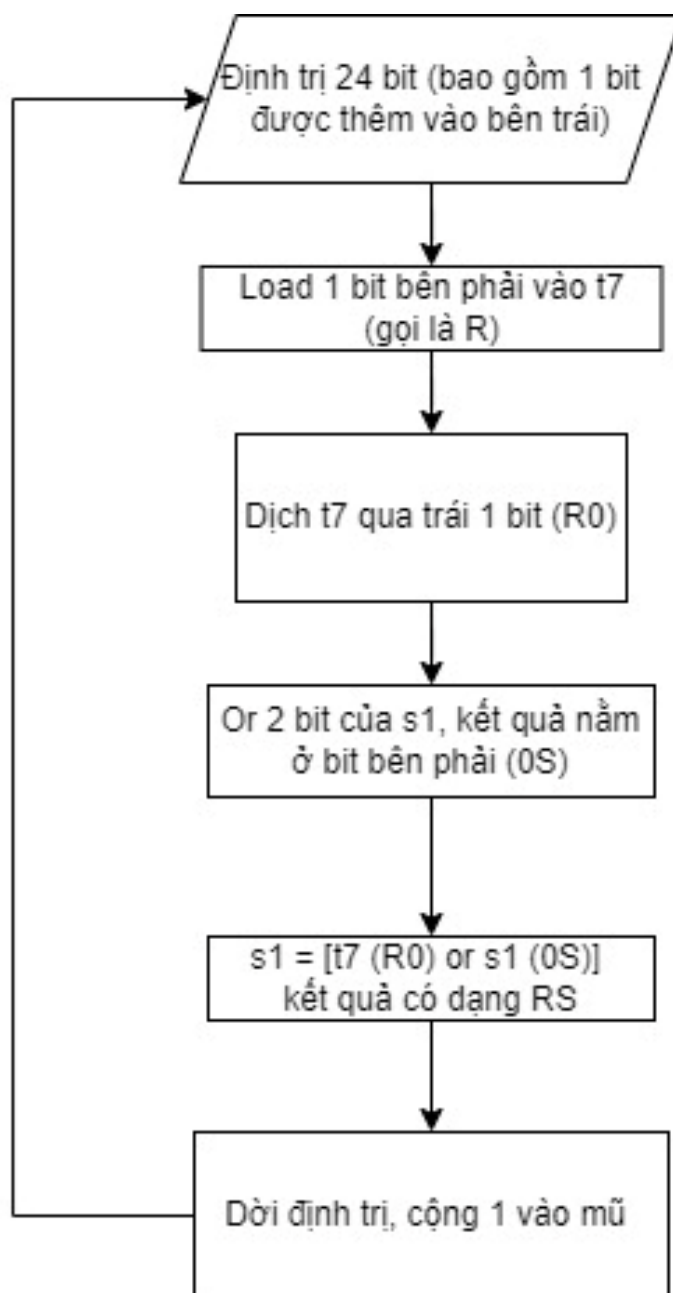 Định trị 24 bit (bao gồm 1 bit
được thêm vào bên trái)
Load 1 bit bên phải vào t7
(gọi là R)
Dịch t7 qua trái 1 bit (R0)
Or 2 bit của s1, kết quả nằm
ở bit bên phải (0S)
s1 = [t7 (R0) or s1 (0S)]
kết quả có dạng RS
Dời định trị, cộng 1 vào mũ